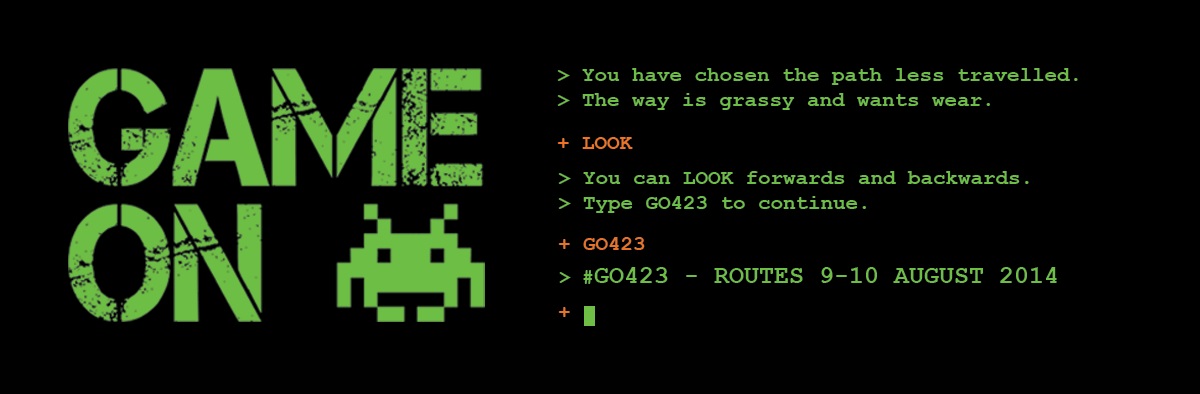 GAME
ON
> You have chosen the path less travelled.
> The way is grassy and wants wear.
+ LOOK
> You can LOOK forwards and backwards.
> Type GO423 to continue.
+ GO423
> #GO423 - ROUTES 9-10 AUGUST 2014
+